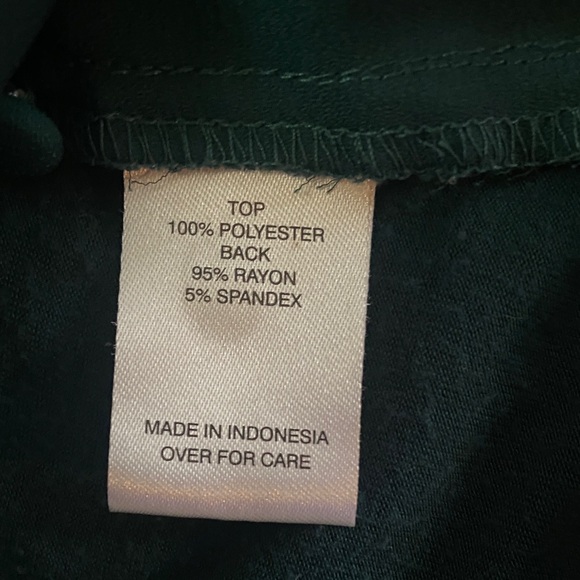 TOP
100% POLYESTER
BACK
95% RAYON
5% SPANDEX
MADE IN INDONESIA
OVER FOR CARE